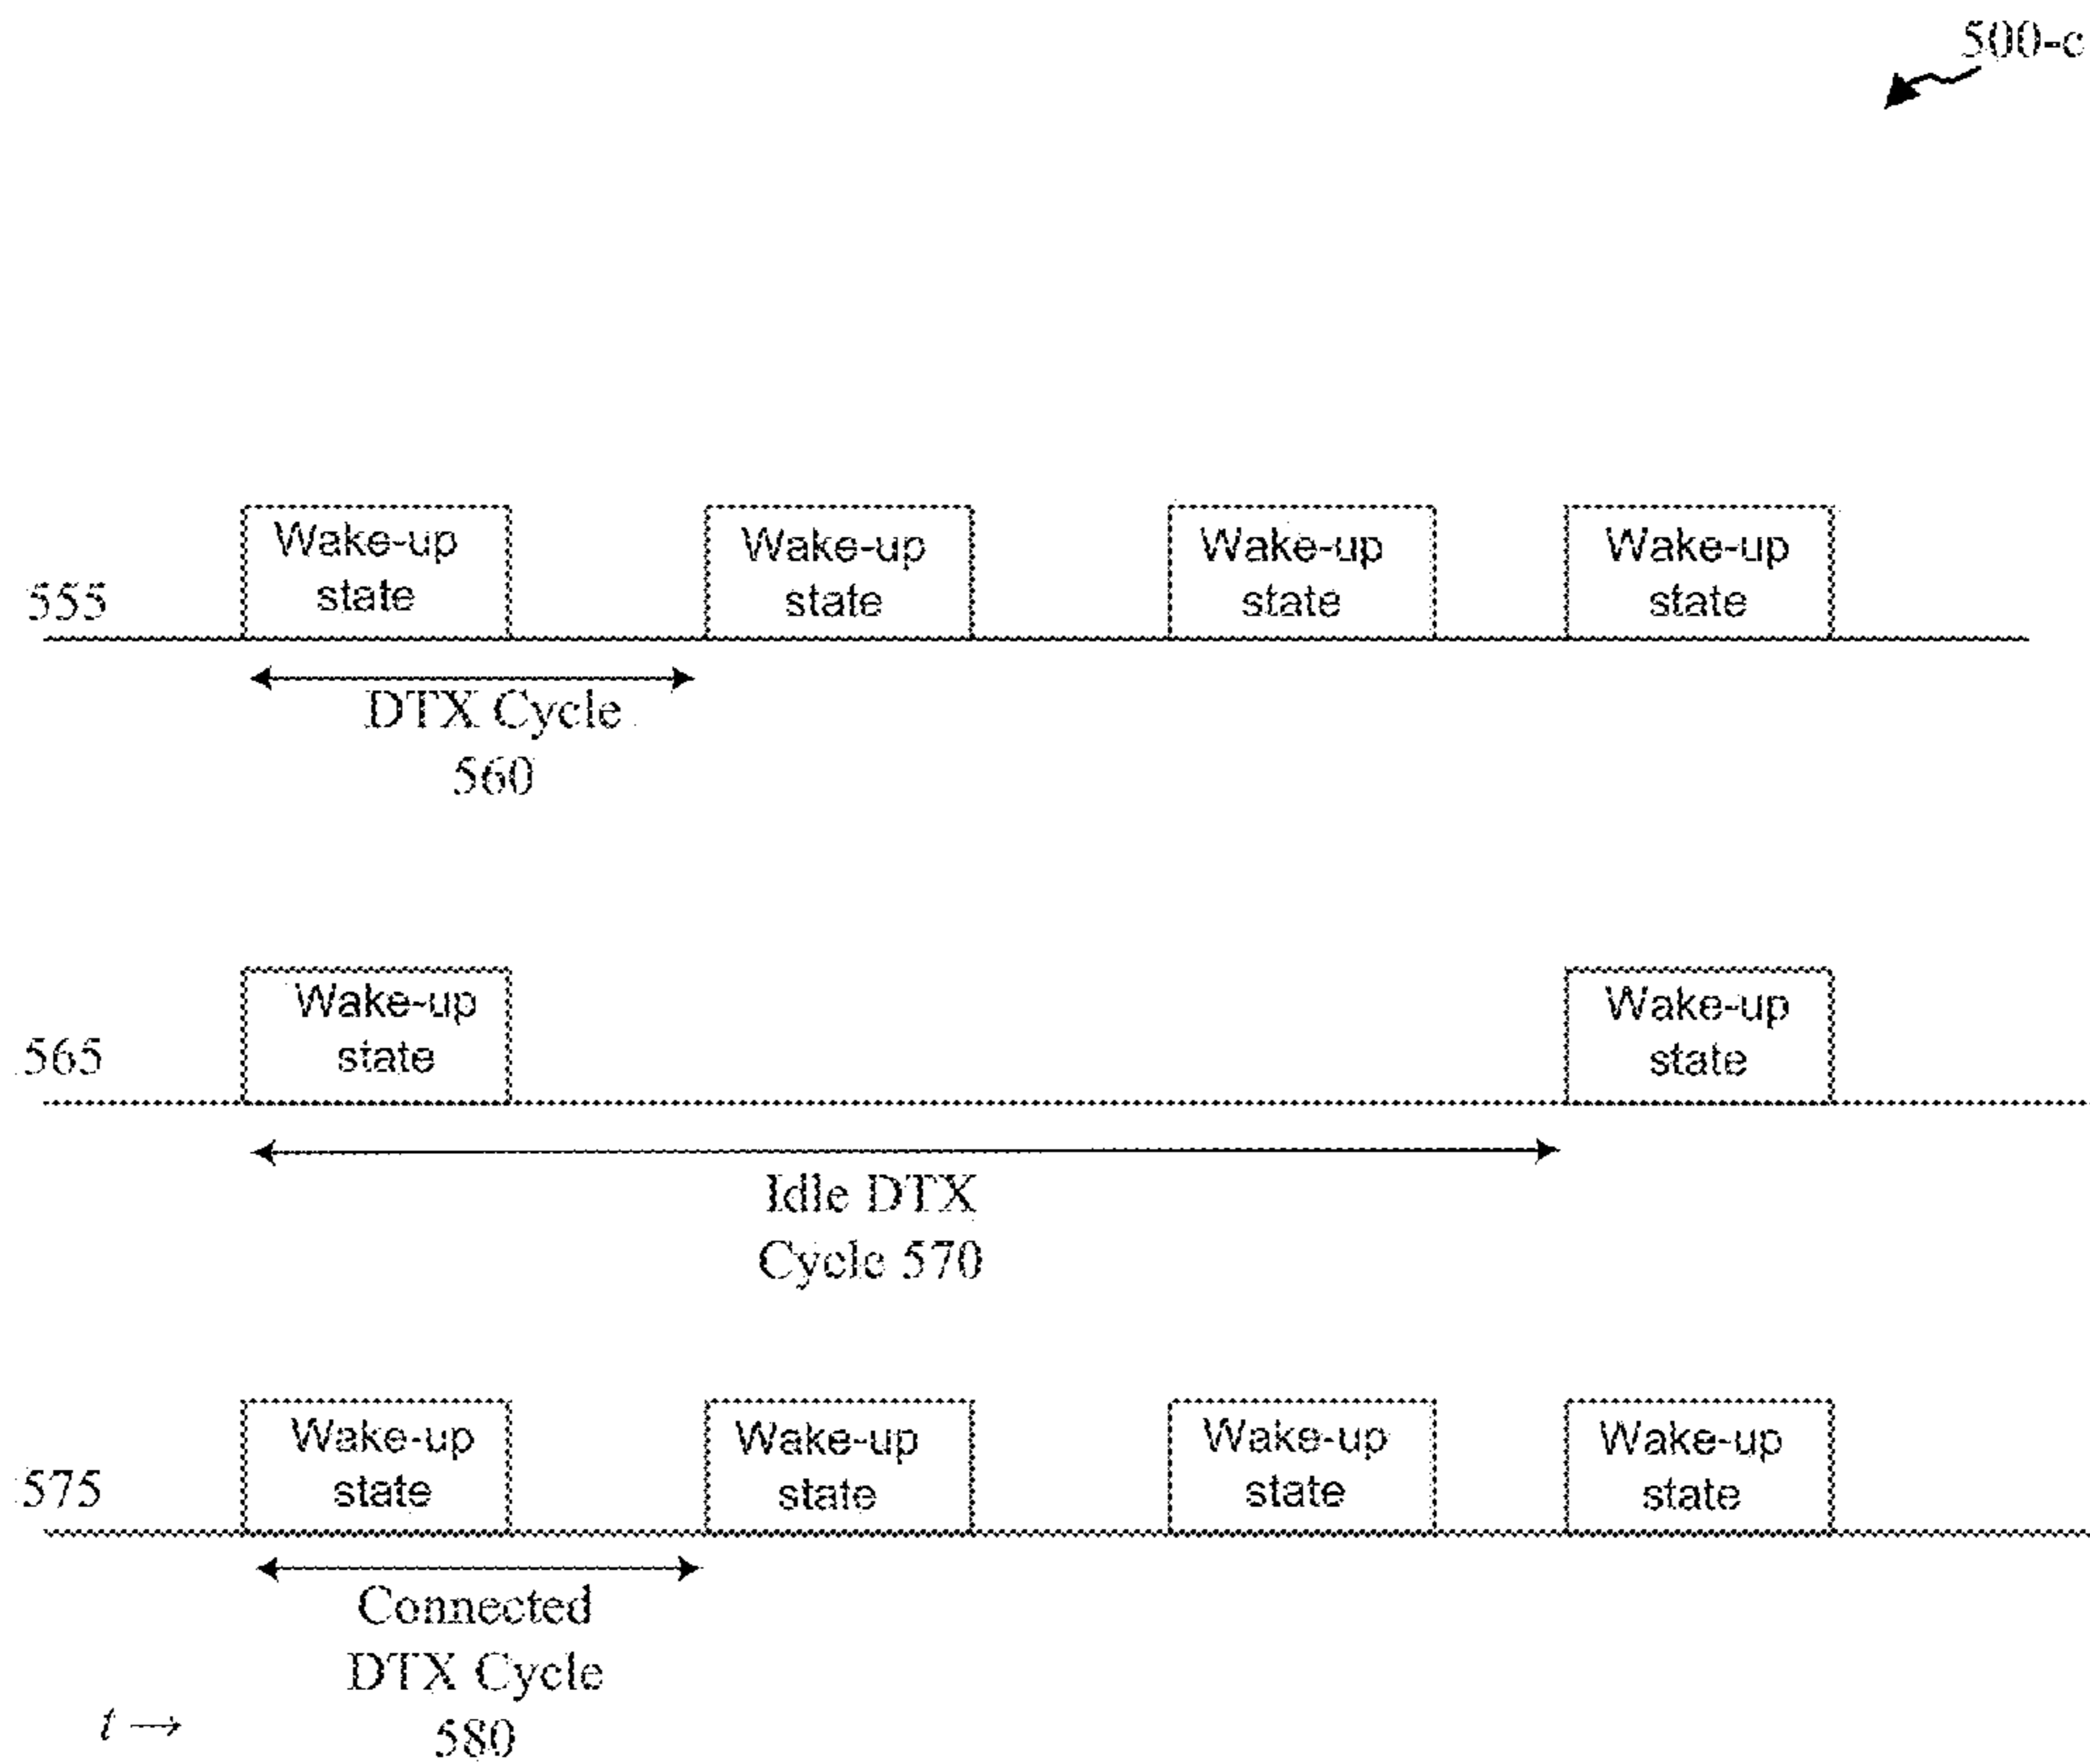 500-c
Wake-up Wake-up Wake-up Wake-up
state state state state
555
DTX Cycle
560
Wake-up Wake-up
state state
565
Idle DTX
Cycle 570
Wake-up Wake-up Wake-up Wake-up
state state state state
575
Connected
DTX Cycle
580
t →